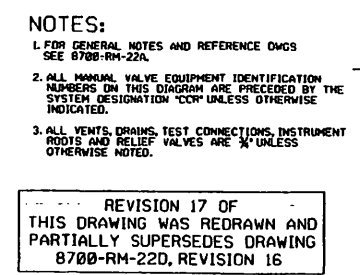 NOTES:
1. FOR GENERAL NOTES AND REFERENCE DWGS
SEE 8700-RM-22A.
2. ALL MANUAL VALVE EQUIPMENT IDENTIFICATION
NUMBERS ON THIS DIAGRAM ARE PRECEDED BY THE
SYSTEM DESIGNATION "CCR" UNLESS OTHERWISE
INDICATED.
3. ALL VENTS, DRAINS, TEST CONNECTIONS, INSTRUMENT
ROOTS AND RELIEF VALVES ARE ¾" UNLESS
OTHERWISE NOTED.
REVISION 17 OF
THIS DRAWING WAS REDRAWN AND
PARTIALLY SUPERSEDES DRAWING
8700-RM-22D, REVISION 16